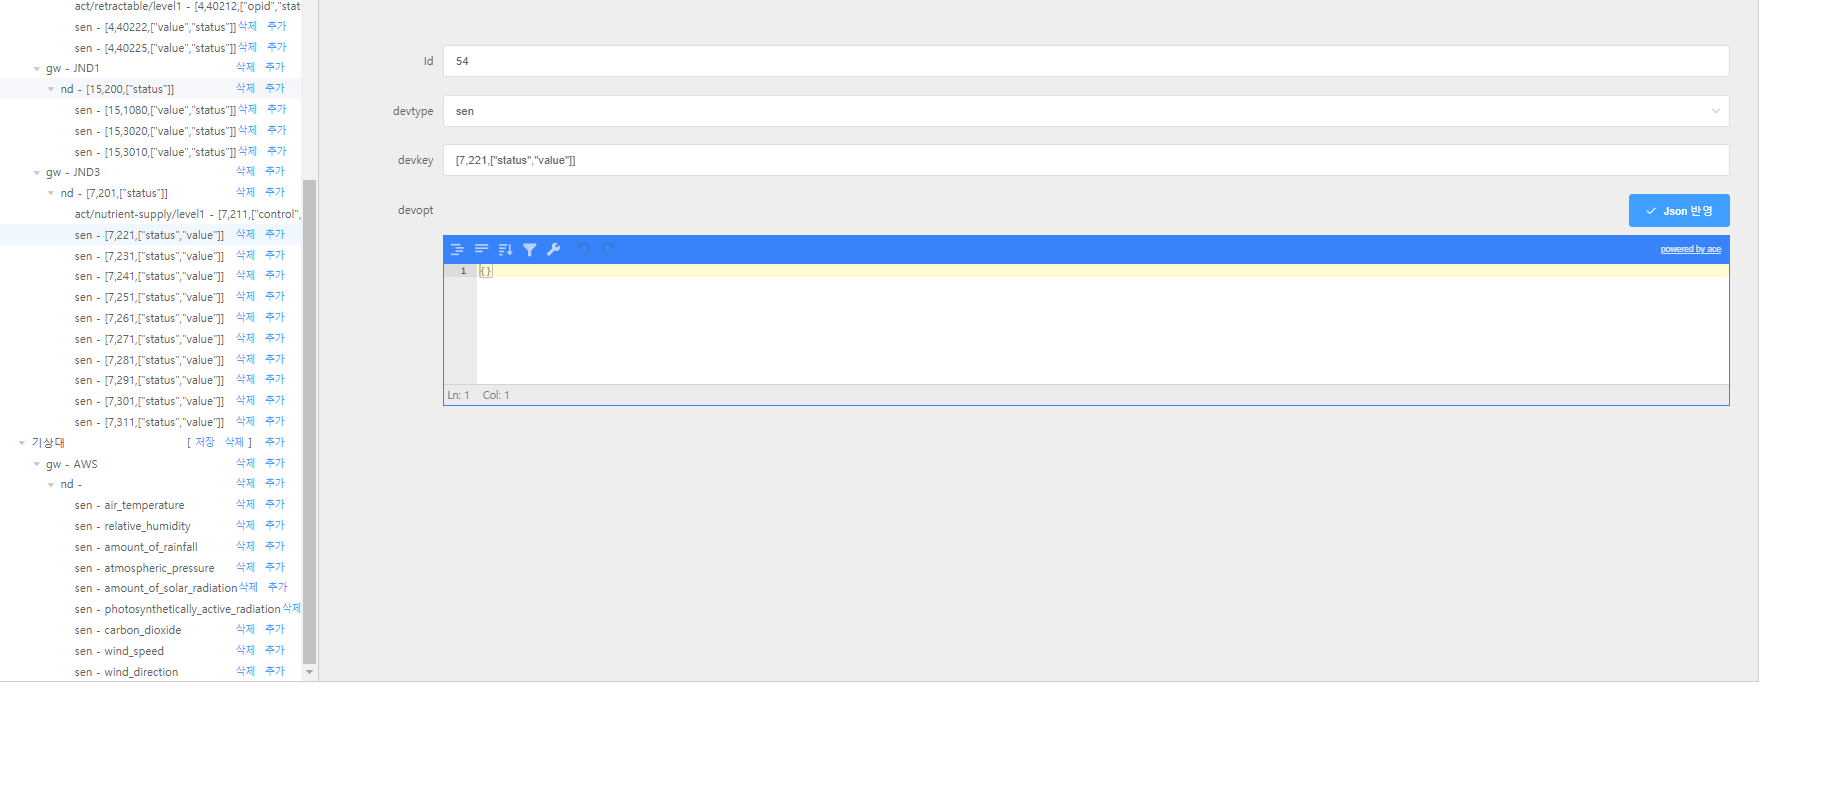 act/retractable/level1 - [4,40212,["opid","stat
sen - [4,40222,["value","status"]] 삭제 추가
sen - [4,40225,["value","status"]] 삭제 추가
gw - JND1 삭제 추가
nd - [15,200,["status"]] 삭제 추가
sen - [15,1080,["value","status"]] 삭제 추가
sen - [15,3020,["value","status"]] 삭제 추가
sen - [15,3010,["value","status"]] 삭제 추가
gw - JND3 삭제 추가
nd - [7,201,["status"]] 삭제 추가
act/nutrient-supply/level1 - [7,211,["control",
sen - [7,221,["status","value"]] 삭제 추가
sen - [7,231,["status","value"]] 삭제 추가
sen - [7,241,["status","value"]] 삭제 추가
sen - [7,251,["status","value"]] 삭제 추가
sen - [7,261,["status","value"]] 삭제 추가
sen - [7,271,["status","value"]] 삭제 추가
sen - [7,281,["status","value"]] 삭제 추가
sen - [7,291,["status","value"]] 삭제 추가
sen - [7,301,["status","value"]] 삭제 추가
sen - [7,311,["status","value"]] 삭제 추가
기상대 [ 저장 삭제 ] 추가
gw - AWS 삭제 추가
nd - 삭제 추가
sen - air_temperature 삭제 추가
sen - relative_humidity 삭제 추가
sen - amount_of_rainfall 삭제 추가
sen - atmospheric_pressure 삭제 추가
sen - amount_of_solar_radiation 삭제 추가
sen - photosynthetically_active_radiation 삭제
sen - carbon_dioxide 삭제 추가
sen - wind_speed 삭제 추가
sen - wind_direction 삭제 추가
Id 54
devtype sen
devkey [7,221,["status","value"]]
devopt Json 반영
powered by ace
1 {}
Ln: 1 Col: 1